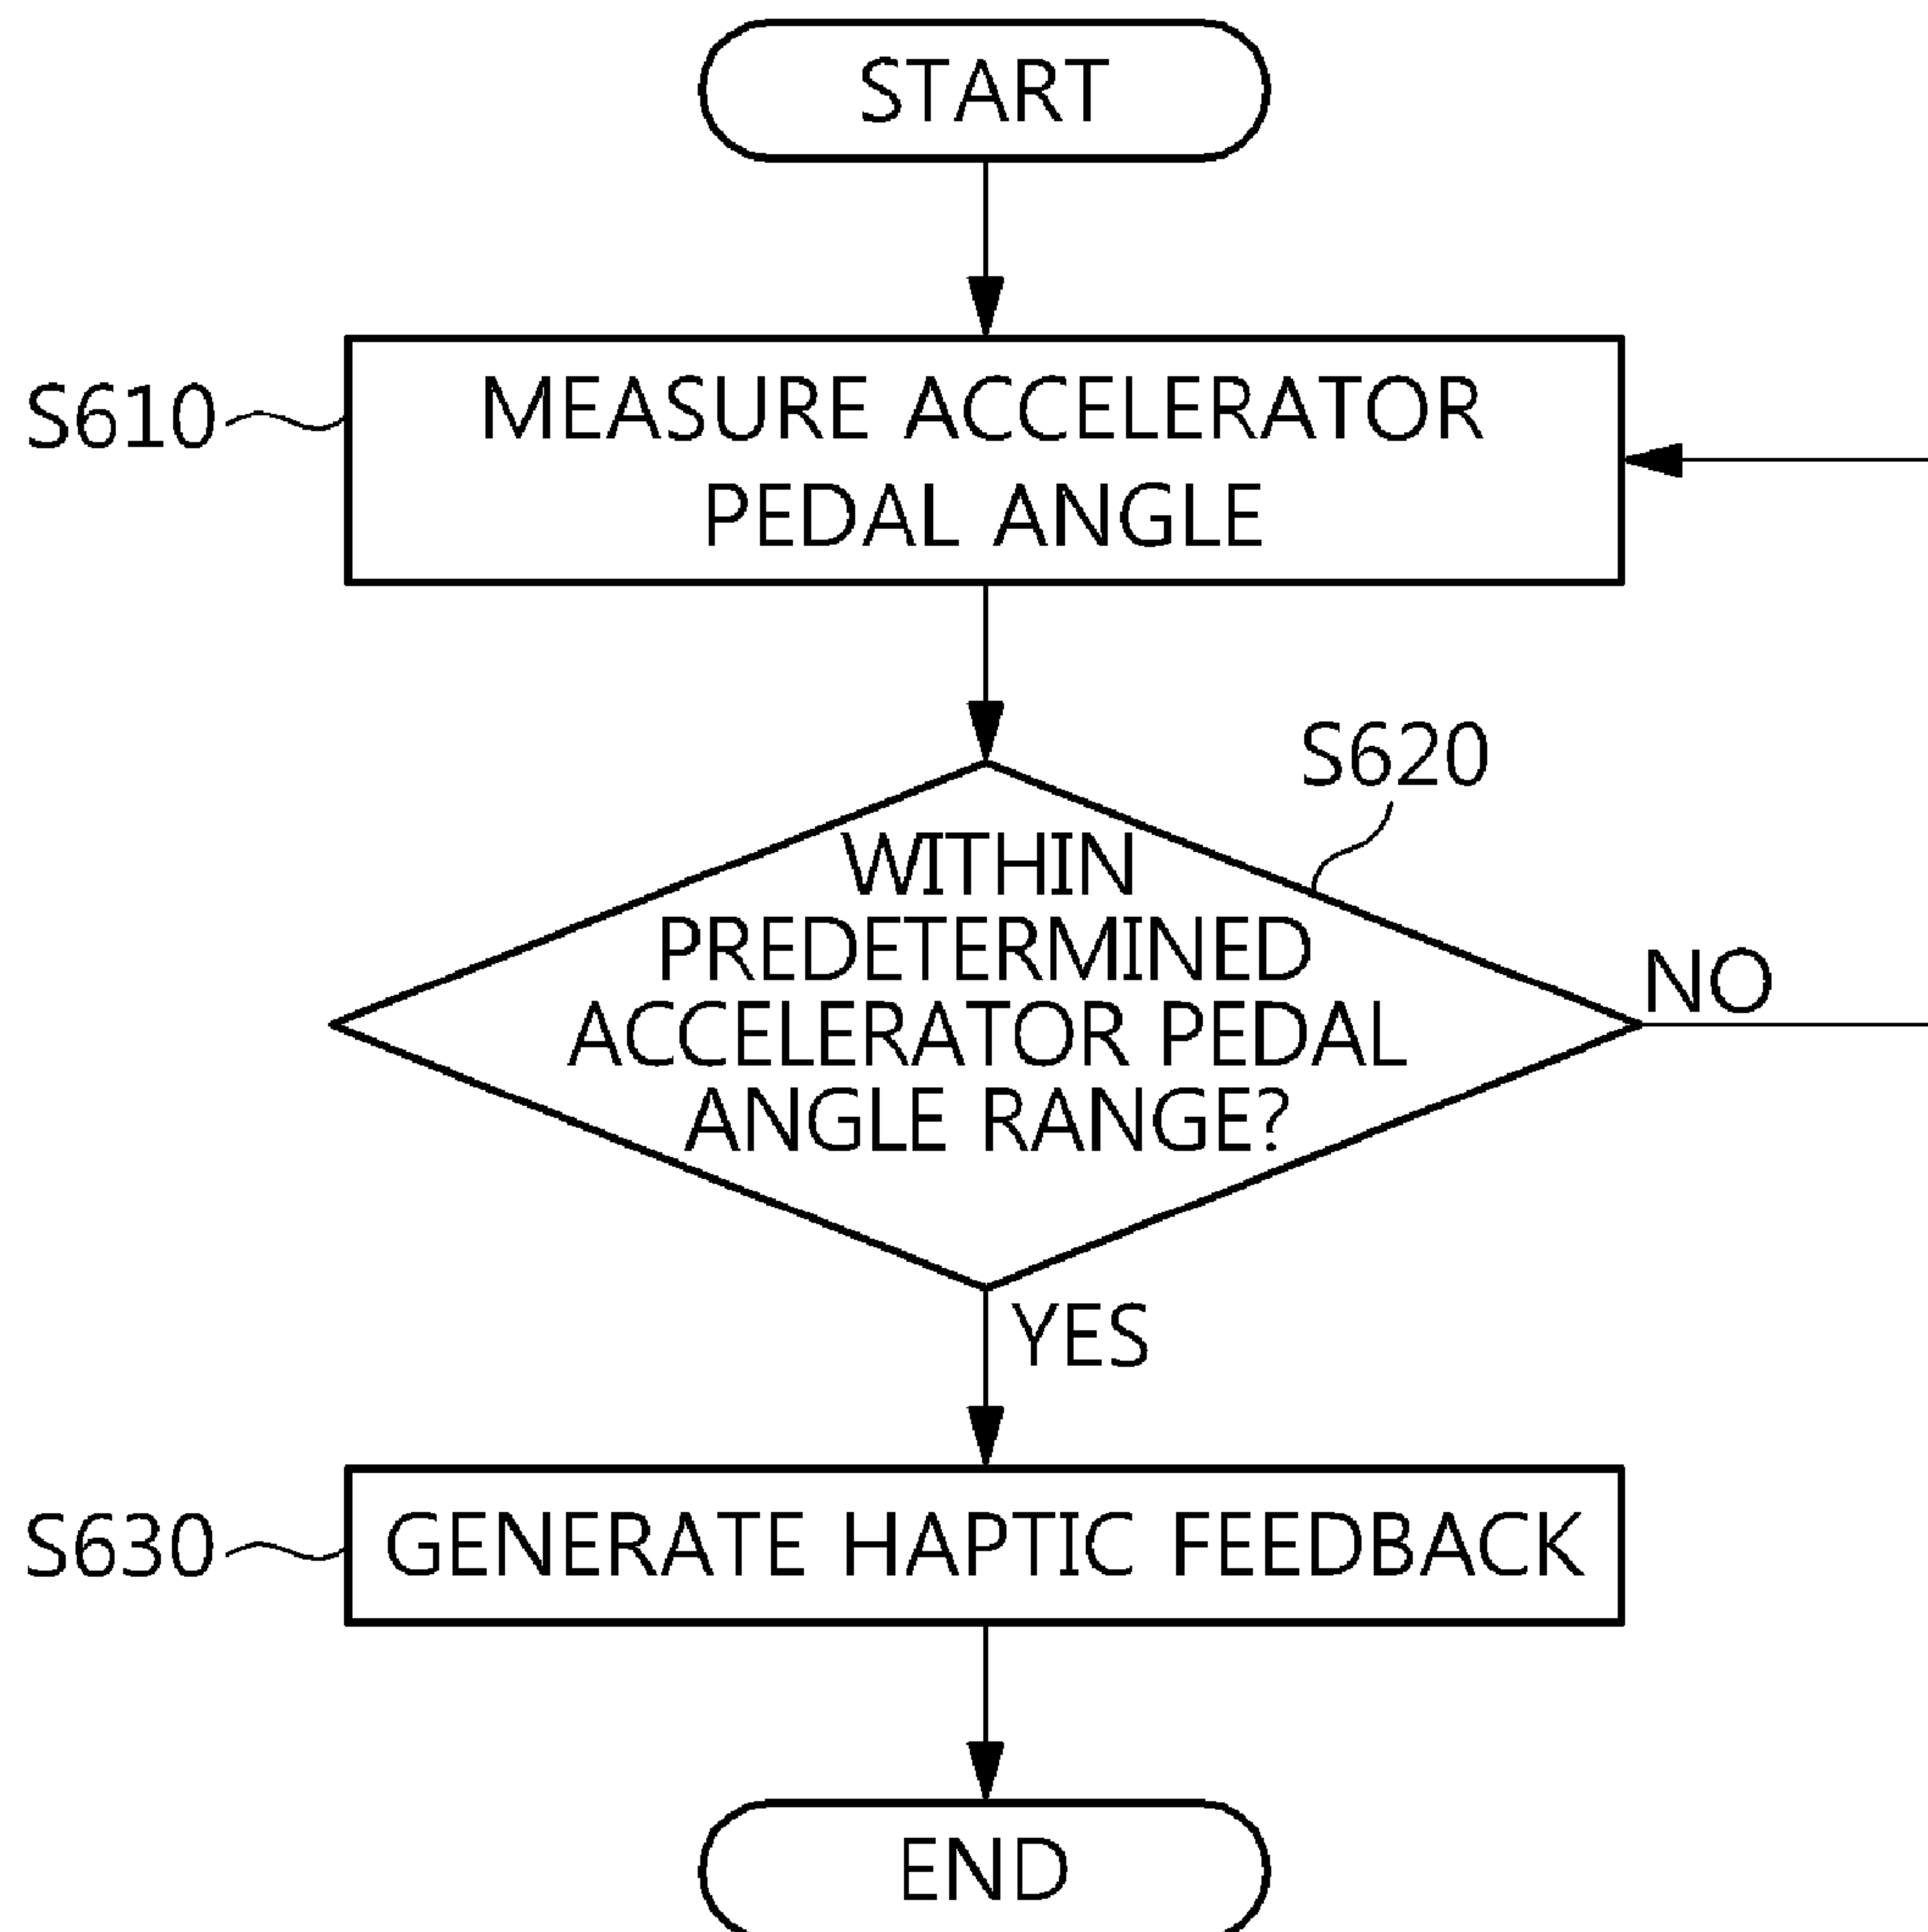 START
S610
MEASURE ACCELERATOR
PEDAL ANGLE
S620
WITHIN
PREDETERMINED
ACCELERATOR PEDAL
ANGLE RANGE?
NO
YES
S630
GENERATE HAPTIC FEEDBACK
END